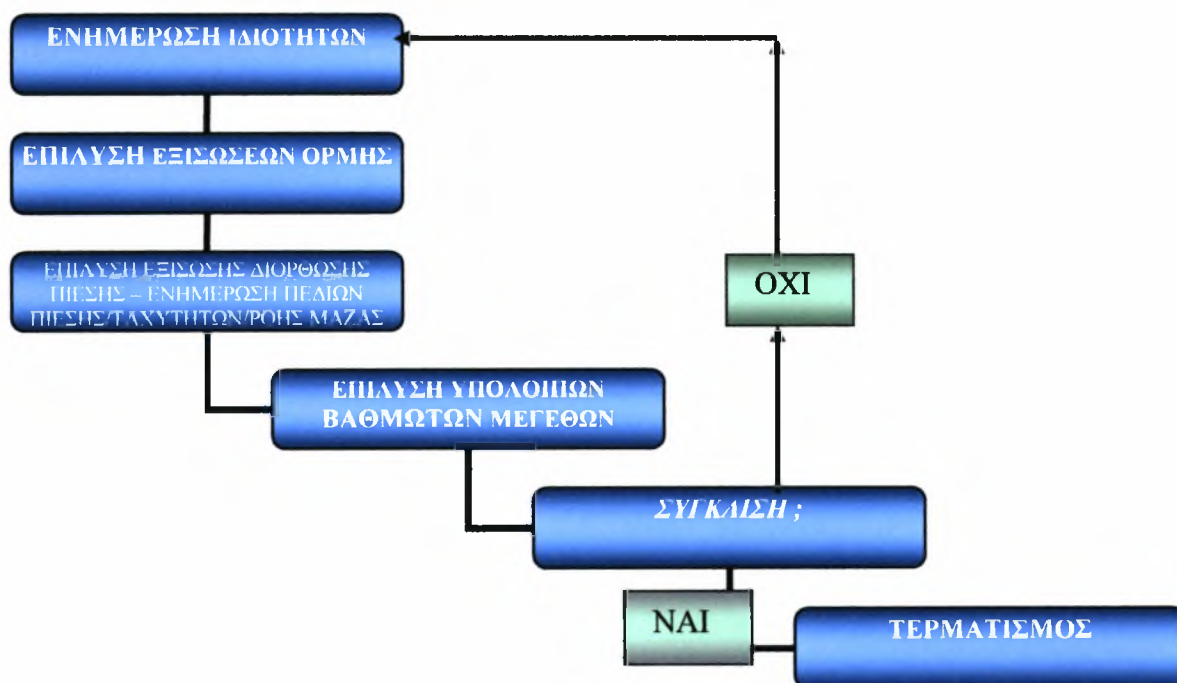 ΕΝΗΜΕΡΩΣΗ ΙΔΙΟΤΗΤΩΝ
ΕΠΙΛΥΣΗ ΕΞΙΣΩΣΕΩΝ ΟΡΜΗΣ
ΕΠΙΛΥΣΗ ΕΞΙΣΩΣΗΣ ΔΙΟΡΘΩΣΗΣ
ΠΙΕΣΗΣ – ΕΝΗΜΕΡΩΣΗ ΠΕΔΙΩΝ
ΠΙΕΣΗΣ/ΤΑΧΥΤΗΤΩΝ/ΡΟΗΣ ΜΑΖΑΣ
ΟΧΙ
ΕΠΙΛΥΣΗ ΥΠΟΛΟΙΠΩΝ
ΒΑΘΜΩΤΩΝ ΜΕΓΕΘΩΝ
ΣΥΓΚΛΙΣΗ ;
ΝΑΙ
ΤΕΡΜΑΤΙΣΜΟΣ